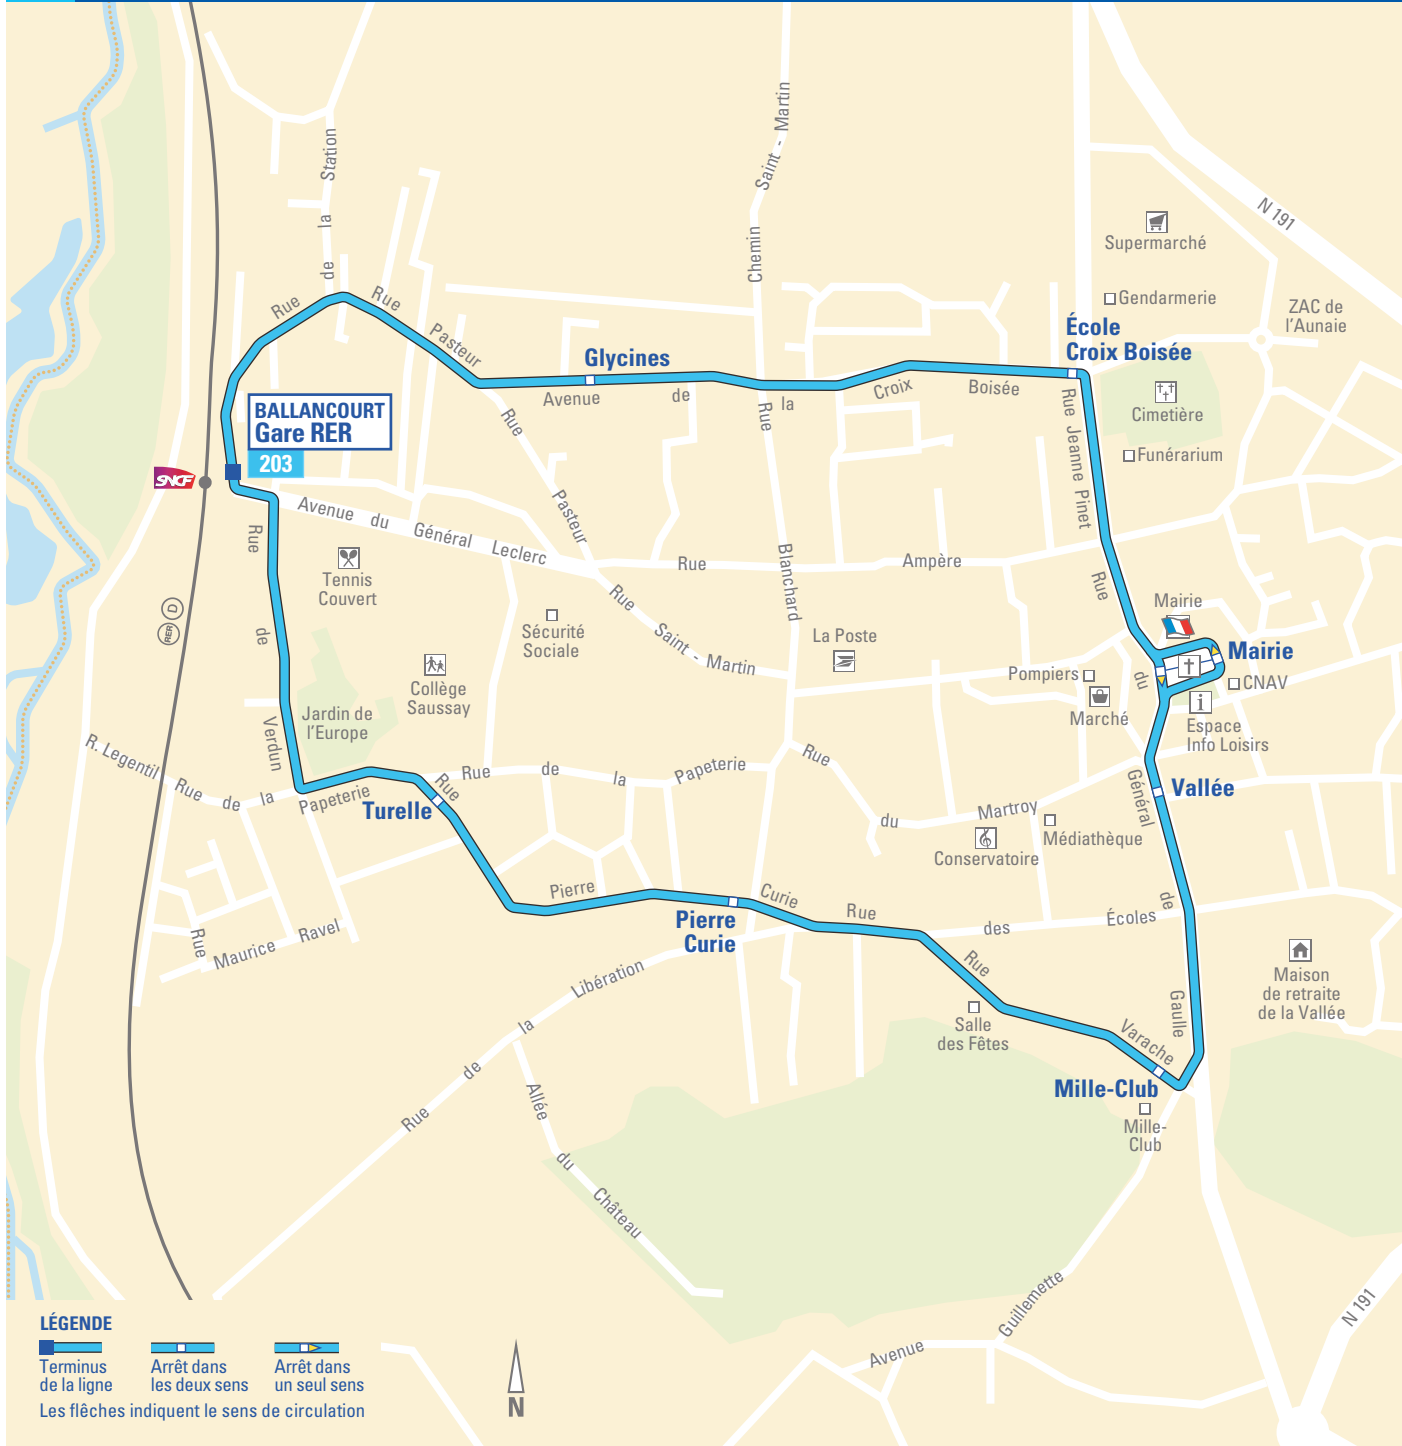 N 191
Rue de la Station
Chemin Saint - Martin
Supermarché
Gendarmerie
ZAC de
l'Aunaie
Rue
Rue Pasteur
École
Croix Boisée
Glycines
Avenue de la Croix Boisée
Cimetière
Funérarium
BALLANCOURT
Gare RER
203
SNCF
Rue Pasteur
Rue Blanchard
Rue Jeanne Pinet
Avenue du Général Leclerc
Rue Ampère
Tennis
Couvert
RER D
Rue de Verdun
Sécurité
Sociale
Rue Saint - Martin
La Poste
Mairie
Mairie
CNAV
Pompiers
Marché
i
Espace
Info Loisirs
Collège
Saussay
Jardin de
l'Europe
R. Legentil
Rue de la Papeterie
Rue de la Papeterie
Turelle
Rue du Martroy
Rue du Général de Gaulle
Vallée
Médiathèque
Conservatoire
Rue Pierre Curie
Pierre
Curie
Rue des Écoles
Rue Maurice Ravel
Rue de la Libération
Rue Varache
Salle
des Fêtes
Maison
de retraite
de la Vallée
Mille-Club
Mille-
Club
Allée du Château
Avenue Guillemette
N 191
LÉGENDE
Terminus
de la ligne
Arrêt dans
les deux sens
Arrêt dans
un seul sens
Les flêches indiquent le sens de circulation
N